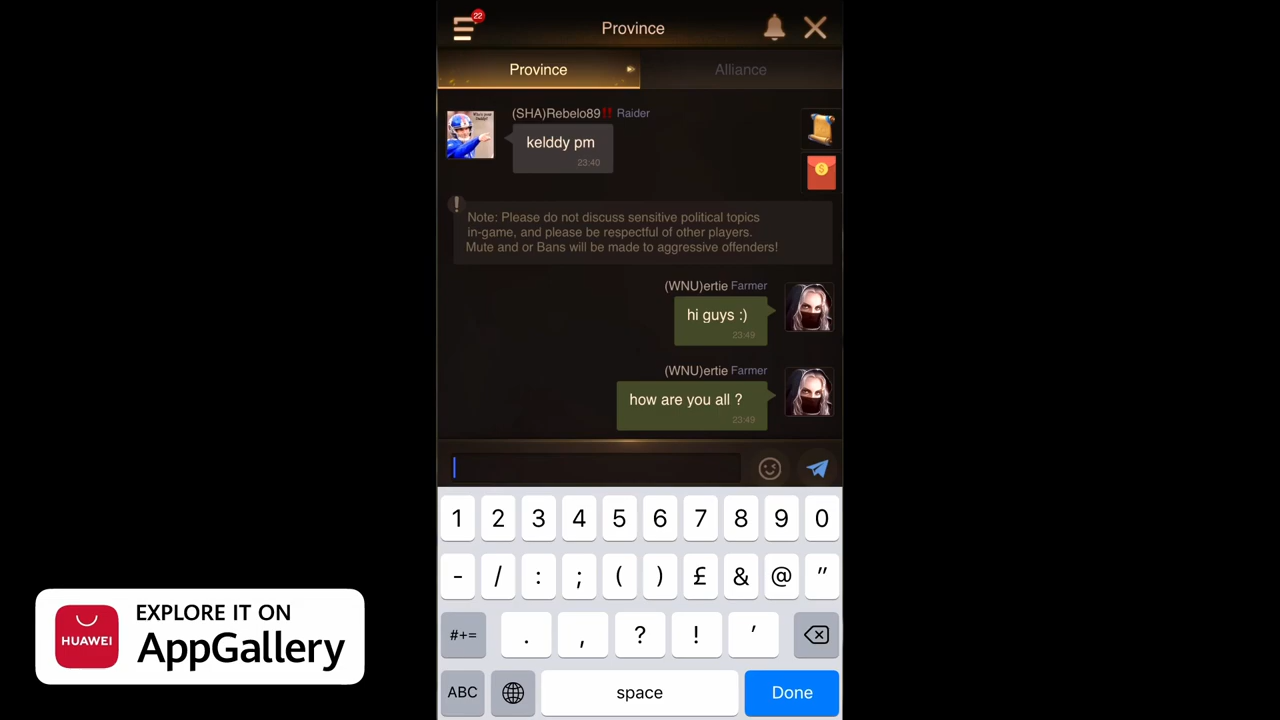 22
Province
Province
Alliance
(SHA)Rebelo89‼ Raider
kelddy pm
23:40
Note: Please do not discuss sensitive political topics
in-game, and please be respectful of other players.
Mute and or Bans will be made to aggressive offenders!
(WNU)ertie Farmer
hi guys :)
23:49
(WNU)ertie Farmer
how are you all ?
23:49
1 2 3 4 5 6 7 8 9 0
- / : ; ( ) £ & @ "
#+= . , ? ! '
ABC space Done
EXPLORE IT ON
HUAWEI AppGallery